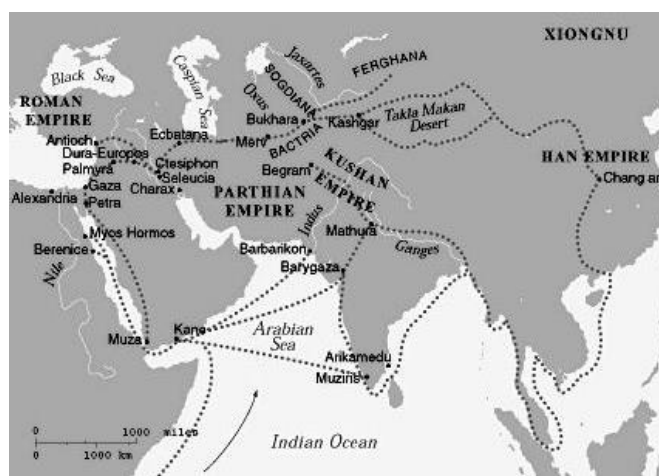 XIONGNU
Black Sea
Caspian Sea
Jaxartes
Oxus
SOGDIANA
FERGHANA
ROMAN
EMPIRE
Bukhara
Kashgar
Takla Makan
Desert
Antioch
Ecbatana
Merv
BACTRIA
Dura-Europos
Palmyra
Ctesiphon
Seleucia
Begram
KUSHAN
EMPIRE
HAN EMPIRE
Chang an
Gaza
Charax
PARTHIAN
EMPIRE
Alexandria
Petra
Indus
Mathura
Myos Hormos
Ganges
Berenice
Barbarikon
Nile
Barygaza
Muza
Kane
Arabian
Sea
Arikamedu
Muziris
0 1000 miles
0 1000 km
Indian Ocean